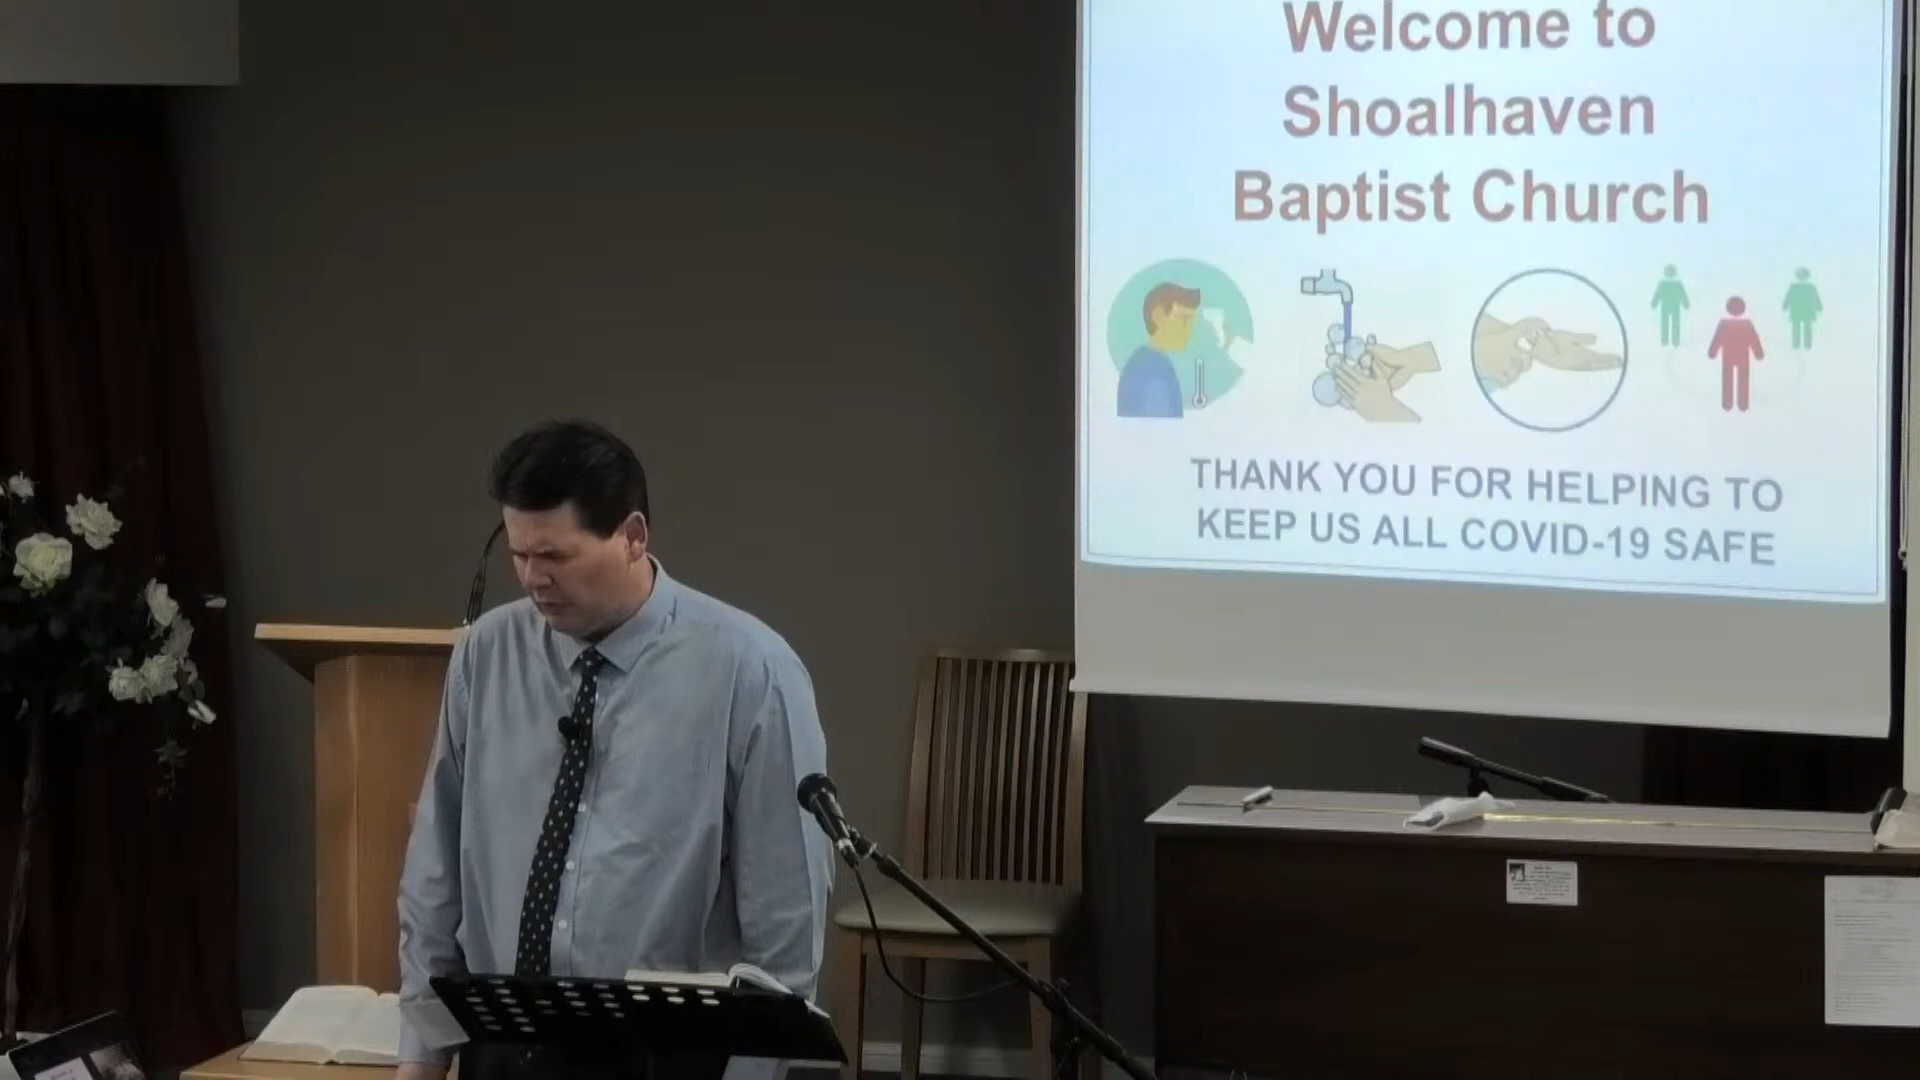 Welcome to
Shoalhaven
Baptist Church
THANK YOU FOR HELPING TO
KEEP US ALL COVID-19 SAFE